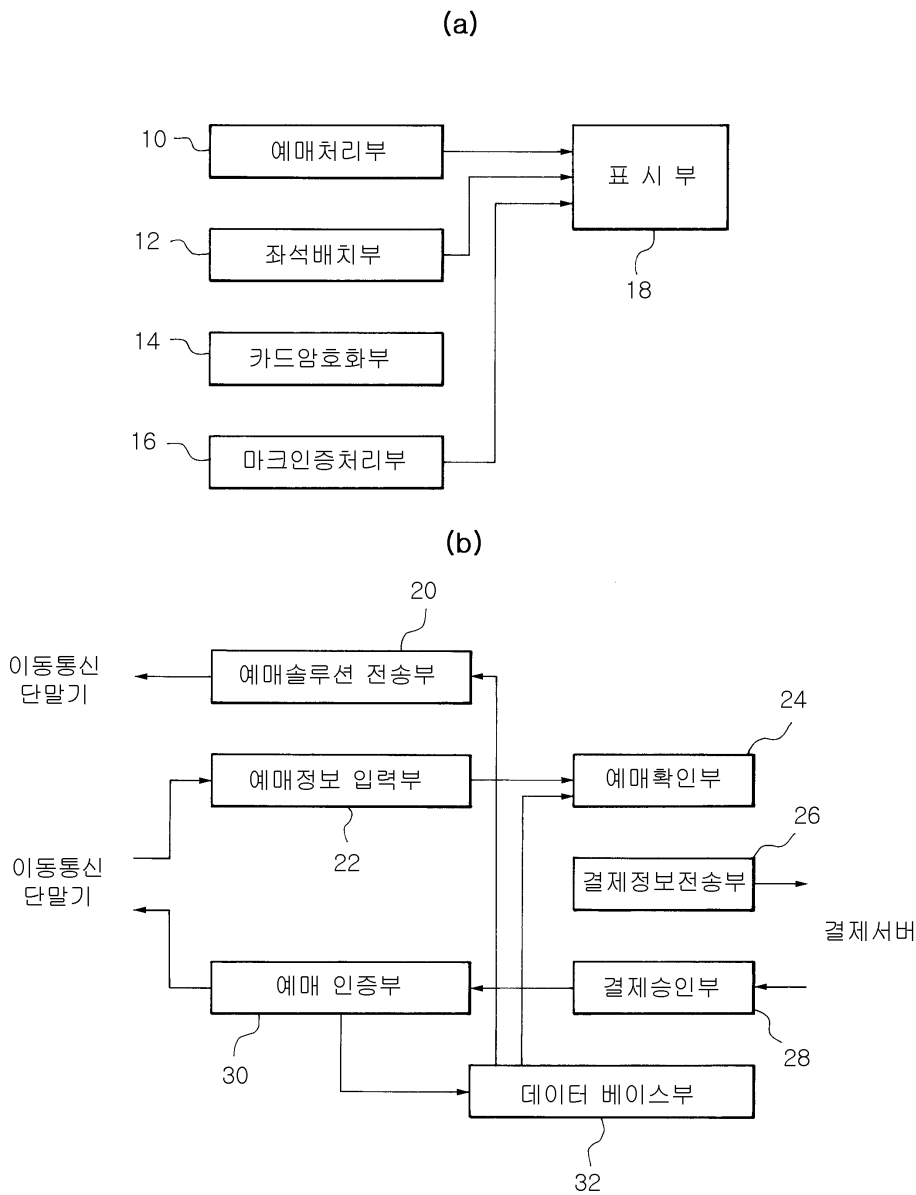 (a)
10
예매처리부
표 시 부
12
좌석배치부
18
14
카드암호화부
16
마크인증처리부
(b)
20
이동통신
단말기
예매솔루션 전송부
24
예매정보 입력부
예매확인부
22
26
이동통신
단말기
결제정보전송부
결제서버
예매 인증부
결제승인부
30
28
데이터 베이스부
32